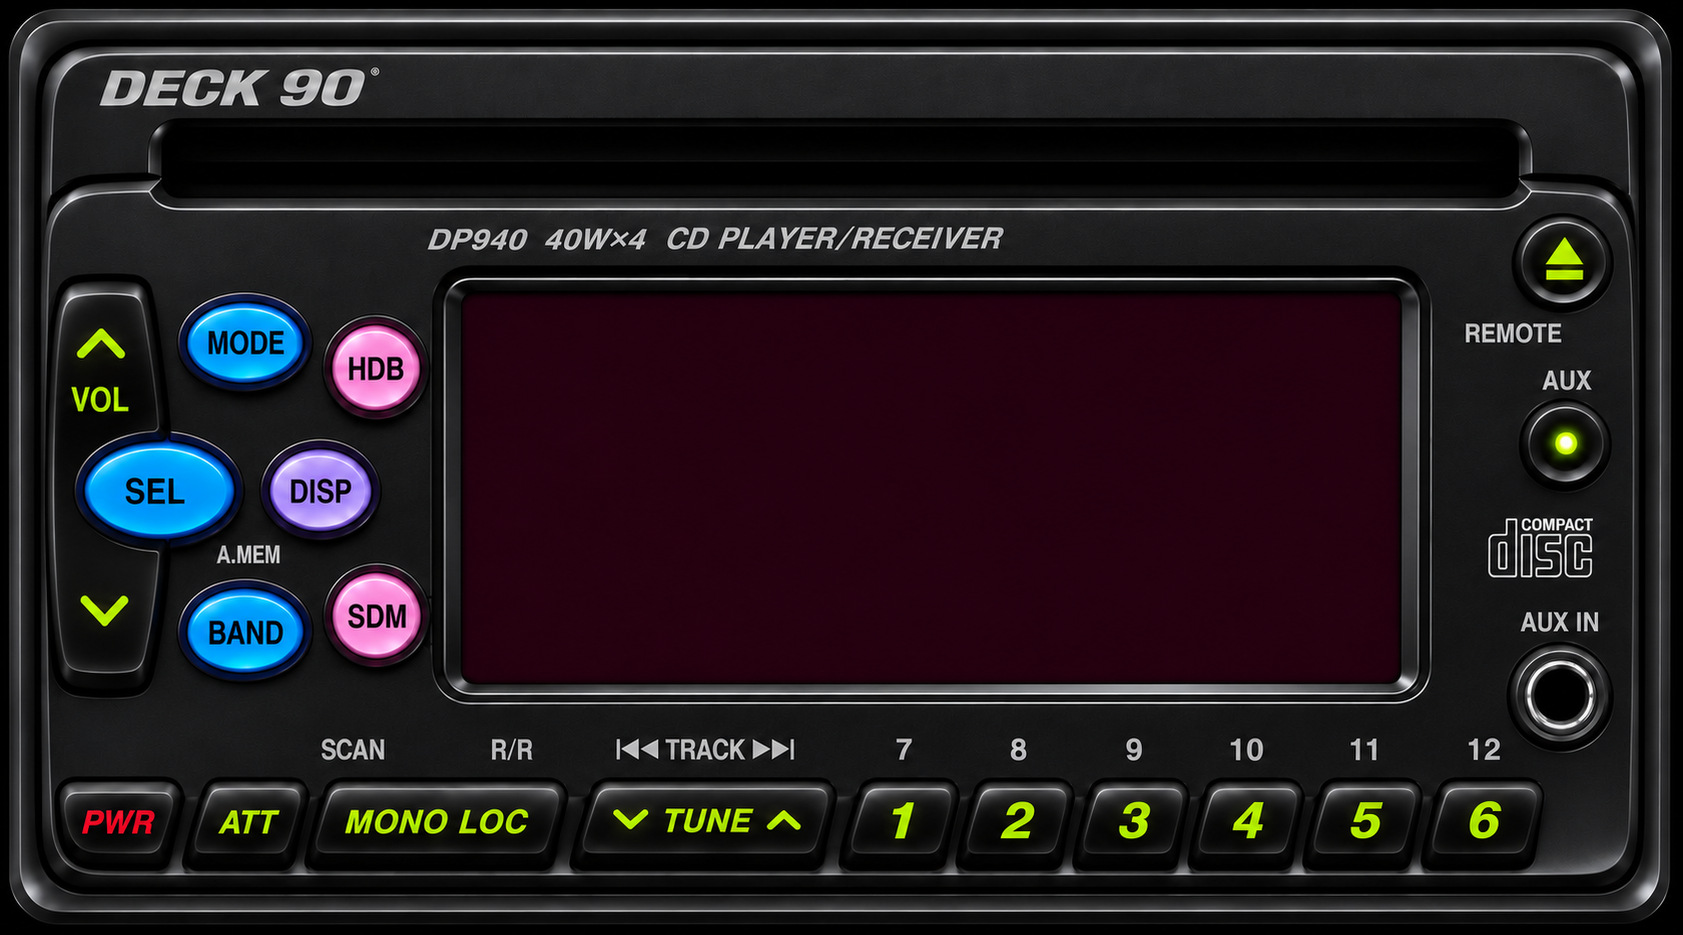 DECK 90®
DP940 40W×4 CD PLAYER/RECEIVER
REMOTE
AUX
VOL
MODE
HDB
SEL
DISP
A.MEM
BAND
SDM
COMPACT
disc
AUX IN
SCAN R/R TRACK 7 8 9 10 11 12
PWR ATT MONO LOC TUNE 1 2 3 4 5 6